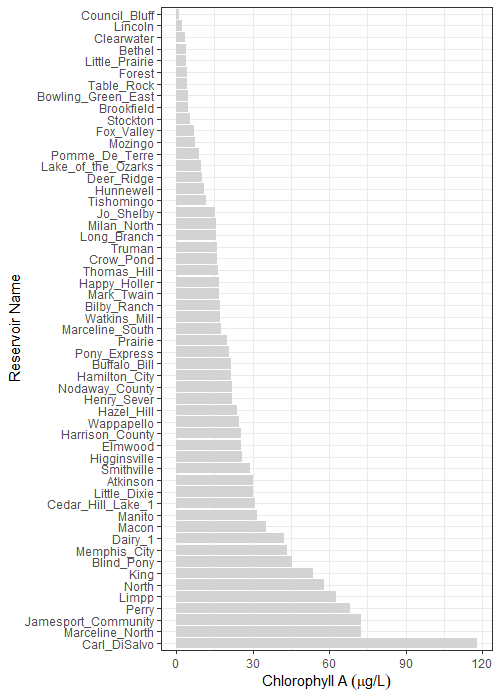 Council_Bluff
Lincoln
Clearwater
Bethel
Little_Prairie
Forest
Table_Rock
Bowling_Green_East
Brookfield
Stockton
Fox_Valley
Mozingo
Pomme_De_Terre
Lake_of_the_Ozarks
Deer_Ridge
Hunnewell
Tishomingo
Jo_Shelby
Milan_North
Long_Branch
Truman
Crow_Pond
Thomas_Hill
Happy_Holler
Mark_Twain
Bilby_Ranch
Watkins_Mill
Marceline_South
Prairie
Pony_Express
Buffalo_Bill
Hamilton_City
Nodaway_County
Henry_Sever
Hazel_Hill
Wappapello
Harrison_County
Elmwood
Higginsville
Smithville
Atkinson
Little_Dixie
Cedar_Hill_Lake_1
Manito
Macon
Dairy_1
Memphis_City
Blind_Pony
King
North
Limpp
Perry
Jamesport_Community
Marceline_North
Carl_DiSalvo
Reservoir Name
0 30 60 90 120
Chlorophyll A (µg/L)